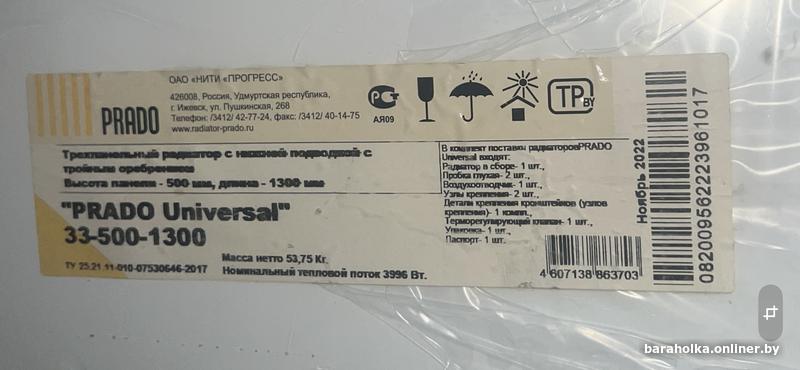 PRADO
ОАО «НИТИ «ПРОГРЕСС»
426008, Россия, Удмуртская республика,
г. Ижевск, ул. Пушкинская, 268
Телефон: /3412/ 42-77-24, факс: /3412/ 40-14-75
www.radiator-prado.ru
РСТ
АЯ09
ТР BY
Трехпанельный радиатор с нижней подводкой с
тройным оребрением
Высота панели - 500 мм, длина - 1300 мм
"PRADO Universal"
33-500-1300
ТУ 25.21.11-010-07530646-2017
Масса нетто 53,75 Кг.
Номинальный тепловой поток 3996 Вт.
В комплект поставки радиаторовPRADO
Universal входят:
Радиатор в сборе- 1 шт.,
Пробка глухая- 2 шт.,
Воздухоотводчик- 1 шт.,
Узлы крепления- 2 шт.,
Детали крепления кронштейнов (узлов
крепления)- 1 компл.,
Терморегулирующий клапан- 1 шт.,
Упаковка- 1 шт.,
Паспорт- 1 шт.
4 607138 863703
Ноябрь 2022
082009562223961017
baraholka.onliner.by